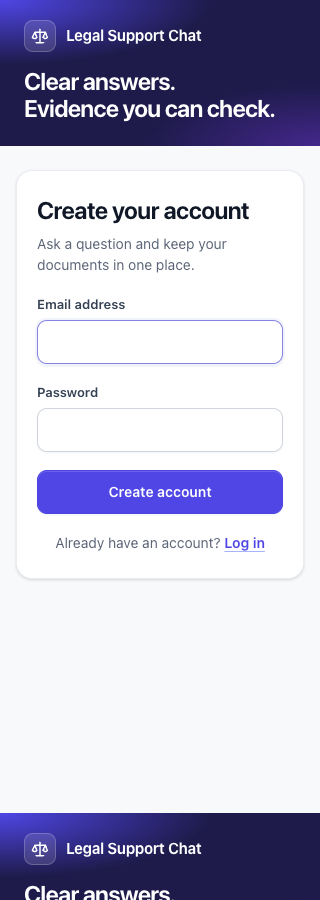 Legal Support Chat
Clear answers.
Evidence you can check.
Create your account
Ask a question and keep your
documents in one place.
Email address
Password
Create account
Already have an account? Log in
Legal Support Chat
Clear answers.